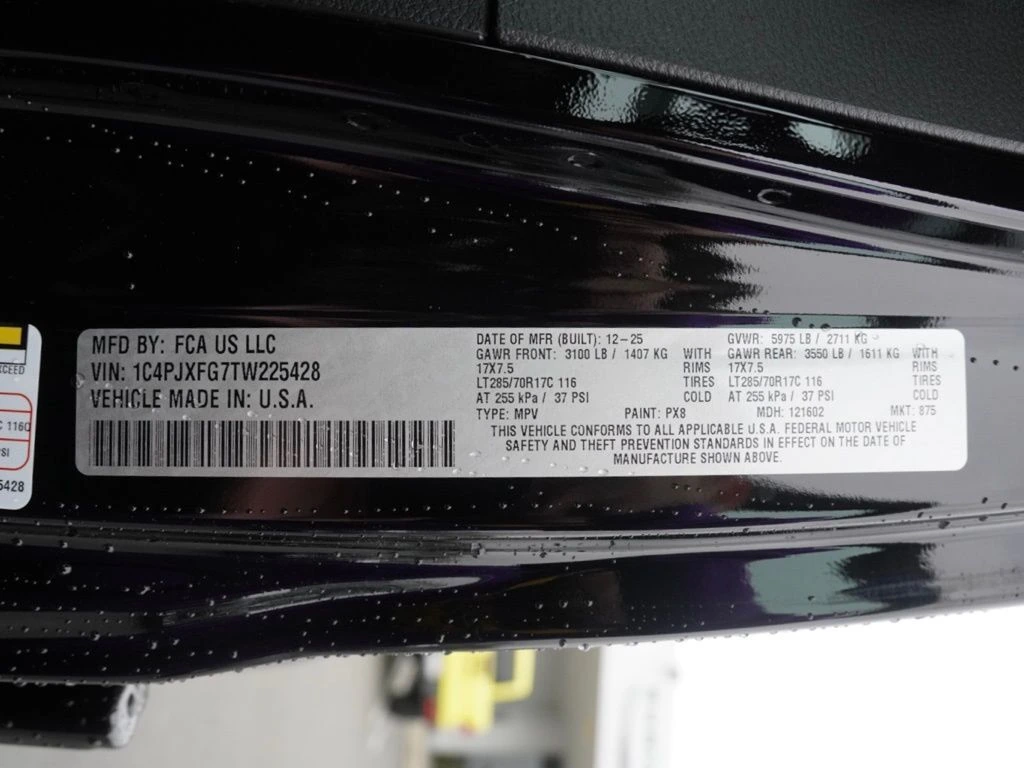 MFD BY: FCA US LLC
VIN: 1C4PJXFG7TW225428
VEHICLE MADE IN: U.S.A.
DATE OF MFR (BUILT): 12-25 GVWR: 5975 LB / 2711 KG
GAWR FRONT: 3100 LB / 1407 KG WITH GAWR REAR: 3550 LB / 1611 KG WITH
17X7.5 RIMS 17X7.5 RIMS
LT285/70R17C 116 TIRES LT285/70R17C 116 TIRES
AT 255 kPa / 37 PSI COLD AT 255 kPa / 37 PSI COLD
TYPE: MPV PAINT: PX8 MDH: 121602 MKT: 875
THIS VEHICLE CONFORMS TO ALL APPLICABLE U.S.A. FEDERAL MOTOR VEHICLE
SAFETY AND THEFT PREVENTION STANDARDS IN EFFECT ON THE DATE OF
MANUFACTURE SHOWN ABOVE.
XCEED
C 116Q
PSI
5428